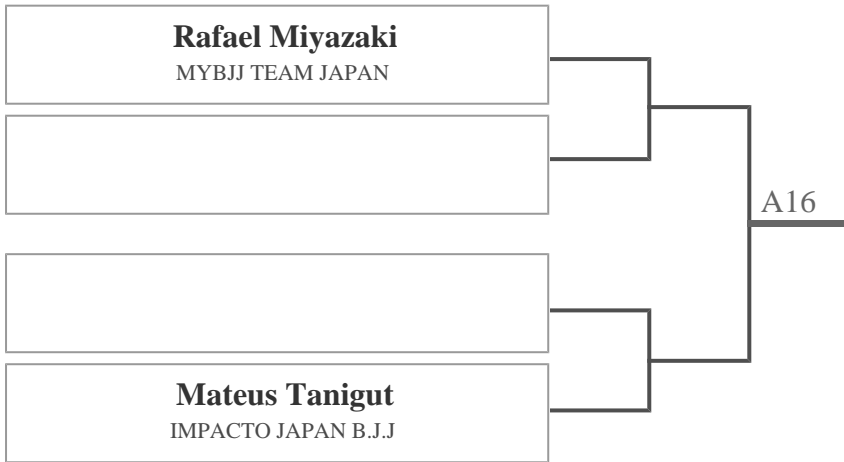 Rafael Miyazaki
MYBJJ TEAM JAPAN
A16
Mateus Tanigut
IMPACTO JAPAN B.J.J